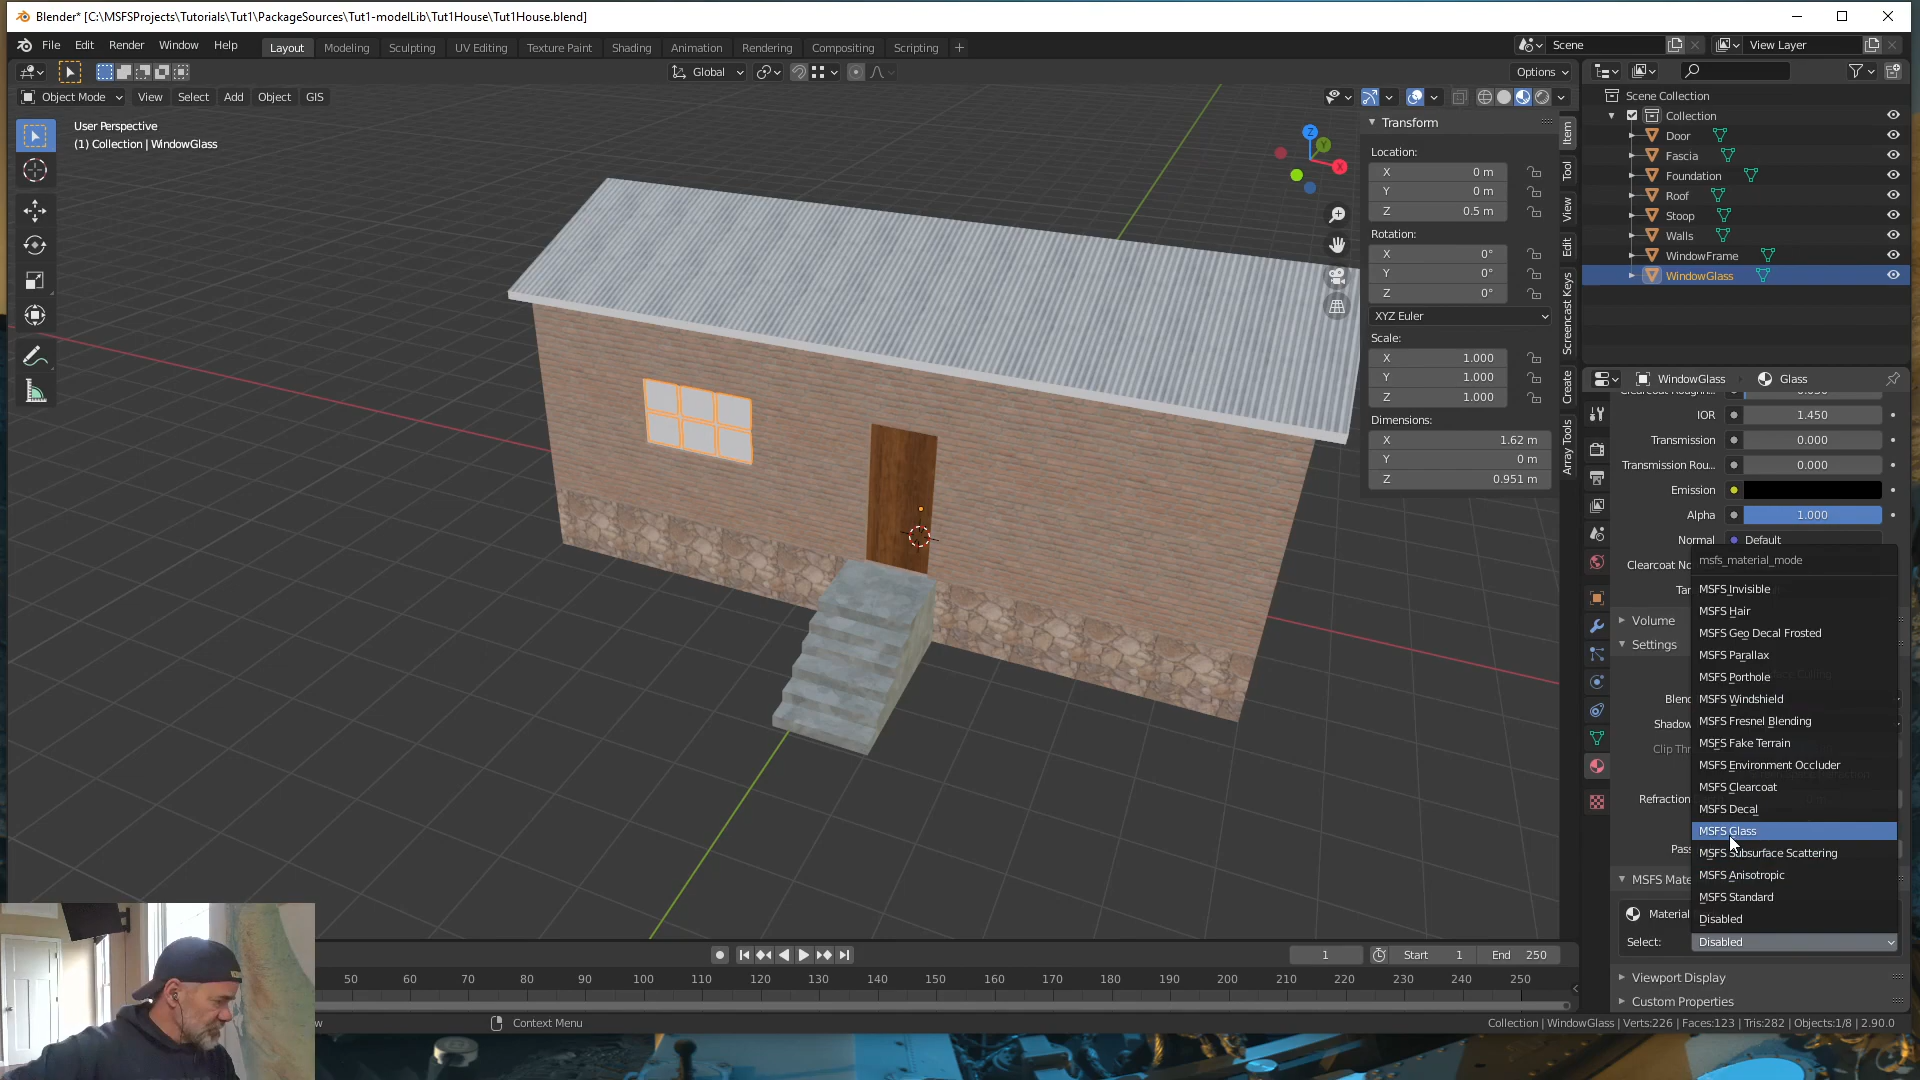 Blender* [C:\MSFSProjects\Tutorials\Tut1\PackageSources\Tut1-modelLib\Tut1House\Tut1House.blend]
File Edit Render Window Help Layout Modeling Sculpting UV Editing Texture Paint Shading Animation Rendering Compositing Scripting + Scene View Layer
Global Options
Object Mode View Select Add Object GIS
User Perspective
(1) Collection | WindowGlass
Z
Y
X
Transform
Location:
X 0 m
Y 0 m
Z 0.5 m
Rotation:
X 0°
Y 0°
Z 0°
XYZ Euler
Scale:
X 1.000
Y 1.000
Z 1.000
Dimensions:
X 1.62 m
Y 0 m
Z 0.951 m
Item
Tool
View
Edit
Screencast Keys
Create
Array Tools
Scene Collection
Collection
Door
Fascia
Foundation
Roof
Stoop
Walls
WindowFrame
WindowGlass
WindowGlass Glass
IOR 1.450
Transmission 0.000
Transmission Rou... 0.000
Emission
Alpha 1.000
Normal Default
Clearcoat No
Tan
Volume
Settings
Blend
Shadow
Clip Thr
Refraction
Pass
MSFS Mate
Material
msfs_material_mode
MSFS Invisible
MSFS Hair
MSFS Geo Decal Frosted
MSFS Parallax
MSFS Porthole
MSFS Windshield
MSFS Fresnel Blending
MSFS Fake Terrain
MSFS Environment Occluder
MSFS Clearcoat
MSFS Decal
MSFS Glass
MSFS Subsurface Scattering
MSFS Anisotropic
MSFS Standard
Disabled
Select: Disabled
Viewport Display
Custom Properties
1 Start 1 End 250
50 60 70 80 90 100 110 120 130 140 150 160 170 180 190 200 210 220 230 240 250
Context Menu
Collection | WindowGlass | Verts:226 | Faces:123 | Tris:282 | Objects:1/8 | 2.90.0